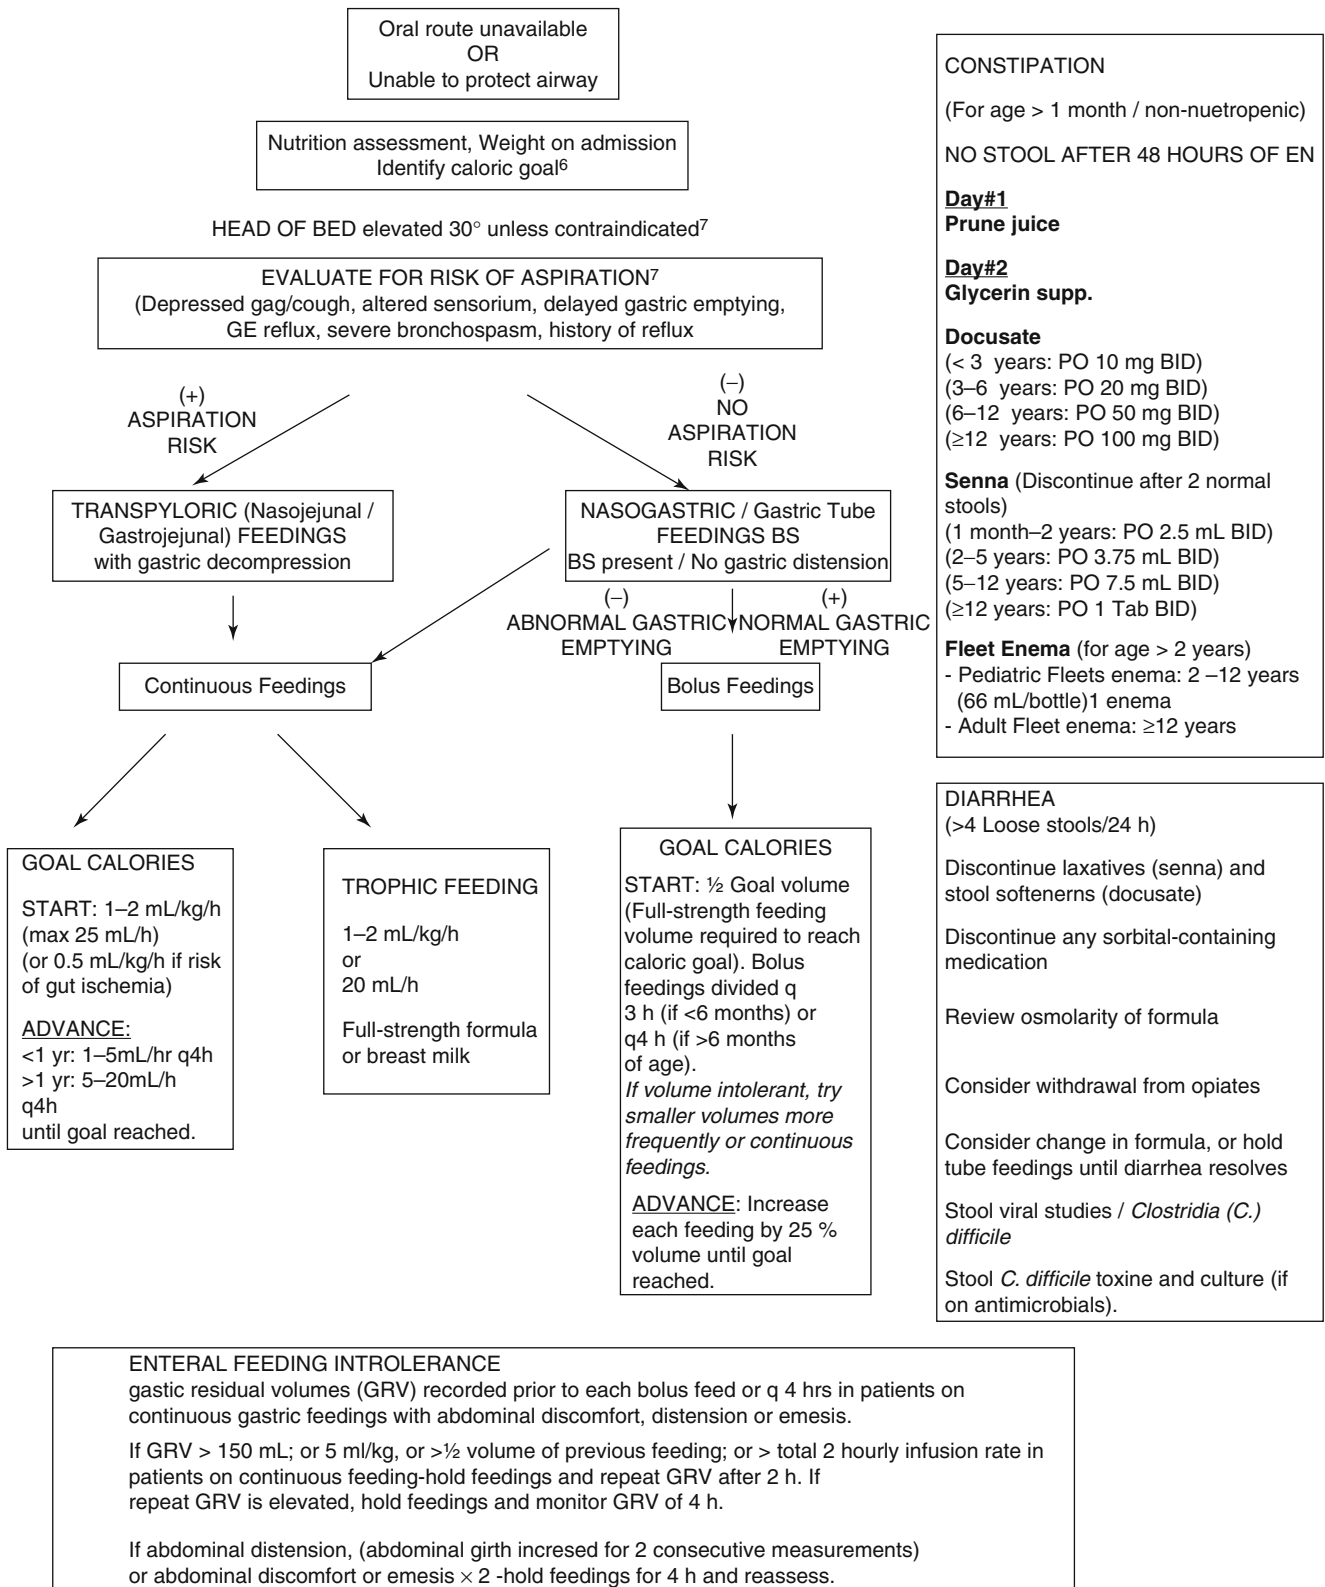 Oral route unavailable
OR
Unable to protect airway
Nutrition assessment, Weight on admission
Identify caloric goal⁶
HEAD OF BED elevated 30° unless contraindicated⁷
EVALUATE FOR RISK OF ASPIRATION⁷
(Depressed gag/cough, altered sensorium, delayed gastric emptying,
GE reflux, severe bronchospasm, history of reflux
(+)
ASPIRATION
RISK
(–)
NO
ASPIRATION
RISK
TRANSPYLORIC (Nasojejunal /
Gastrojejunal) FEEDINGS
with gastric decompression
NASOGASTRIC / Gastric Tube
FEEDINGS BS
BS present / No gastric distension
(–)
ABNORMAL GASTRIC
EMPTYING
(+)
NORMAL GASTRIC
EMPTYING
Continuous Feedings
Bolus Feedings
GOAL CALORIES
START: 1–2 mL/kg/h
(max 25 mL/h)
(or 0.5 mL/kg/h if risk
of gut ischemia)
ADVANCE:
<1 yr: 1–5mL/hr q4h
>1 yr: 5–20mL/h
q4h
until goal reached.
TROPHIC FEEDING
1–2 mL/kg/h
or
20 mL/h
Full-strength formula
or breast milk
GOAL CALORIES
START: ½ Goal volume
(Full-strength feeding
volume required to reach
caloric goal). Bolus
feedings divided q
3 h (if <6 months) or
q4 h (if >6 months
of age).
If volume intolerant, try
smaller volumes more
frequently or continuous
feedings.
ADVANCE: Increase
each feeding by 25 %
volume until goal
reached.
CONSTIPATION
(For age > 1 month / non-nuetropenic)
NO STOOL AFTER 48 HOURS OF EN
Day#1
Prune juice
Day#2
Glycerin supp.
Docusate
(< 3 years: PO 10 mg BID)
(3–6 years: PO 20 mg BID)
(6–12 years: PO 50 mg BID)
(≥12 years: PO 100 mg BID)
Senna (Discontinue after 2 normal
stools)
(1 month–2 years: PO 2.5 mL BID)
(2–5 years: PO 3.75 mL BID)
(5–12 years: PO 7.5 mL BID)
(≥12 years: PO 1 Tab BID)
Fleet Enema (for age > 2 years)
- Pediatric Fleets enema: 2 –12 years
(66 mL/bottle)1 enema
- Adult Fleet enema: ≥12 years
DIARRHEA
(>4 Loose stools/24 h)
Discontinue laxatives (senna) and
stool softenerns (docusate)
Discontinue any sorbital-containing
medication
Review osmolarity of formula
Consider withdrawal from opiates
Consider change in formula, or hold
tube feedings until diarrhea resolves
Stool viral studies / Clostridia (C.)
difficile
Stool C. difficile toxine and culture (if
on antimicrobials).
ENTERAL FEEDING INTROLERANCE
gastic residual volumes (GRV) recorded prior to each bolus feed or q 4 hrs in patients on
continuous gastric feedings with abdominal discomfort, distension or emesis.
If GRV > 150 mL; or 5 ml/kg, or >½ volume of previous feeding; or > total 2 hourly infusion rate in
patients on continuous feeding-hold feedings and repeat GRV after 2 h. If
repeat GRV is elevated, hold feedings and monitor GRV of 4 h.
If abdominal distension, (abdominal girth incresed for 2 consecutive measurements)
or abdominal discomfort or emesis × 2 -hold feedings for 4 h and reassess.